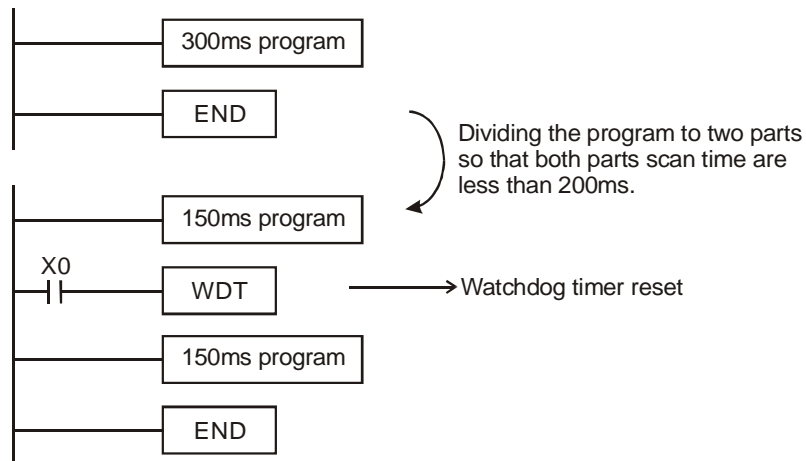 300ms program
END
Dividing the program to two parts
so that both parts scan time are
less than 200ms.
150ms program
X0
WDT
Watchdog timer reset
150ms program
END